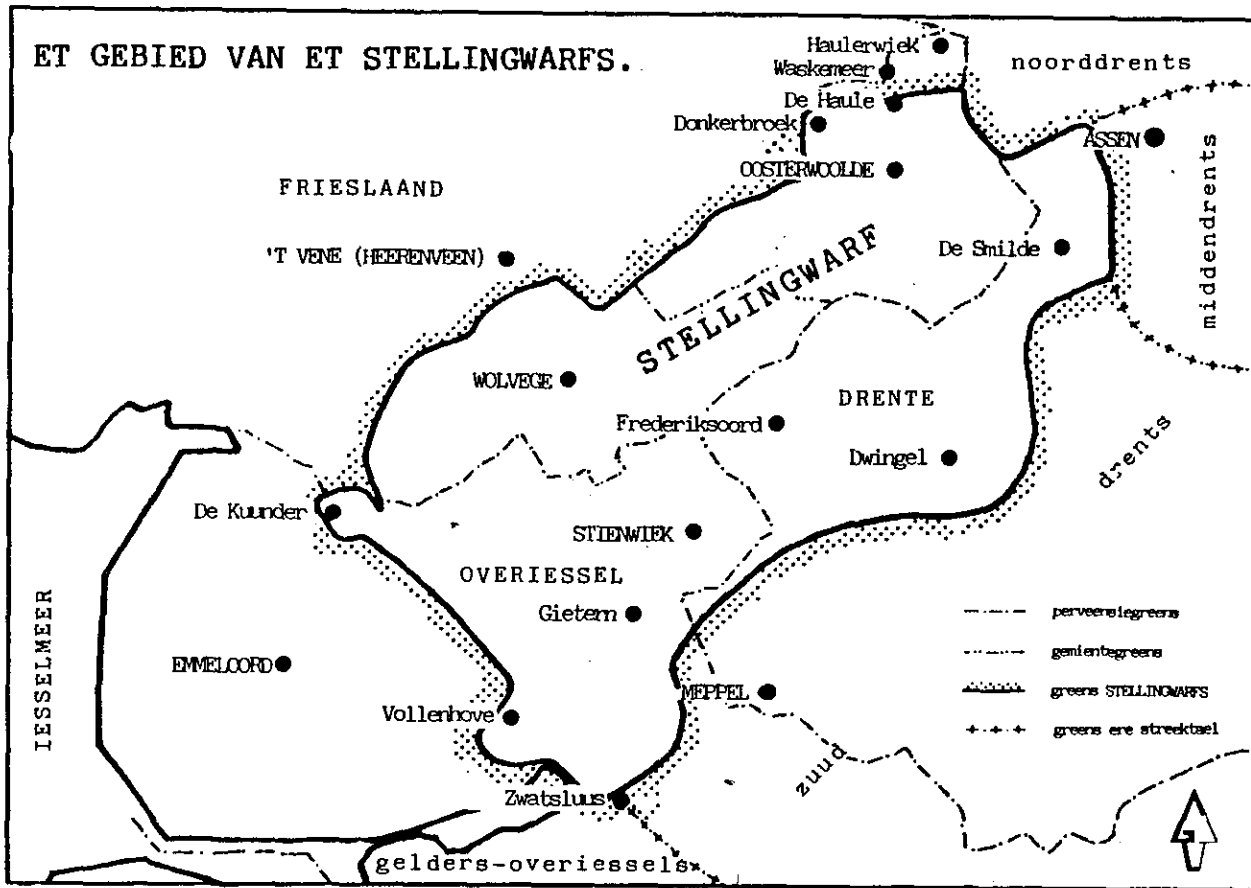 ET GEBIED VAN ET STELLINGWARFS.
Haulerwiek
Waskemeer
noorddrents
De Haule
Donkerbroek
ASSEN
OOSTERWOOLDE
FRIESLAAND
'T VENE (HEERENVEEN)
De Smilde
middendrents
STELLINGWARF
WOLVEGE
DRENTE
Frederiksoord
Dwingel
drents
De Kuunder
STIENWIEK
OVERIESSEL
Gietern
IESSELMEER
EMMELOORD
MEPPEL
Vollenhove
zuud
Zwatsluus
gelders-overiessels
perveensiegreens
gemientegreens
greens STELLINGWARFS
greens ere streektael